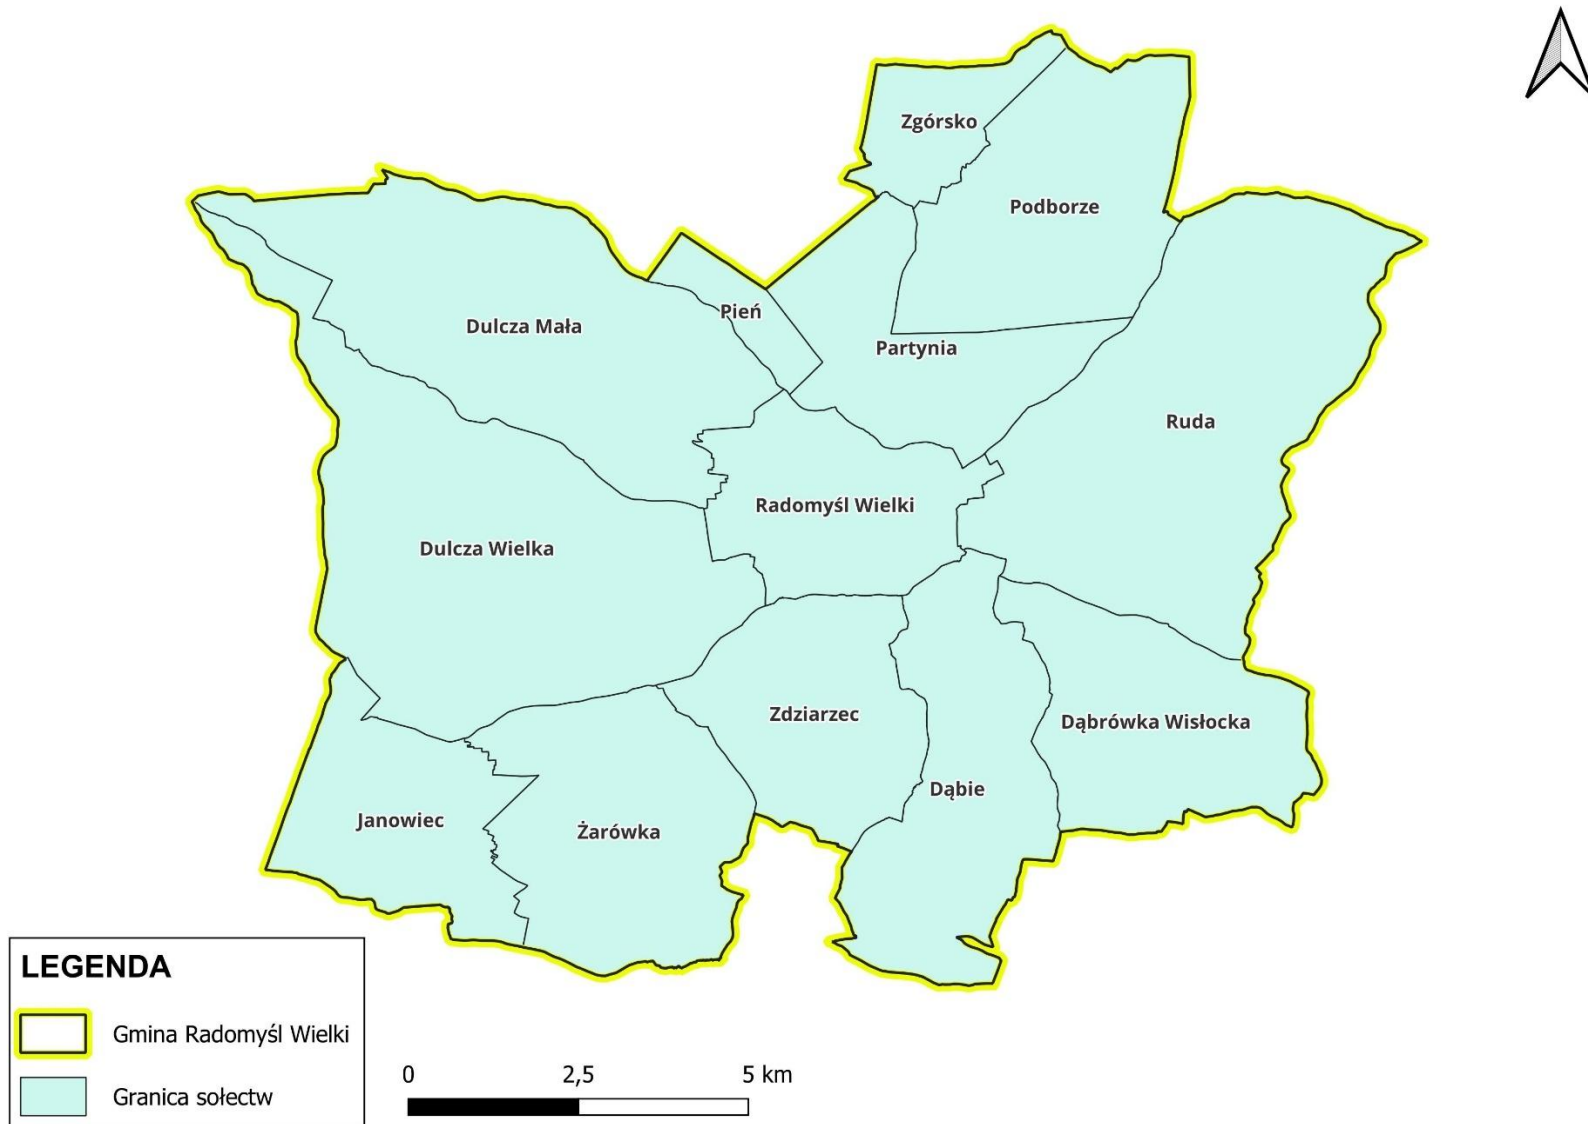 Zgórsko
Podborze
Pień
Dulcza Mała
Partynia
Ruda
Radomyśl Wielki
Dulcza Wielka
Zdziarzec
Dąbrówka Wisłocka
Dąbie
Janowiec
Żarówka
LEGENDA
Gmina Radomyśl Wielki
Granica sołectw
0 2,5 5 km